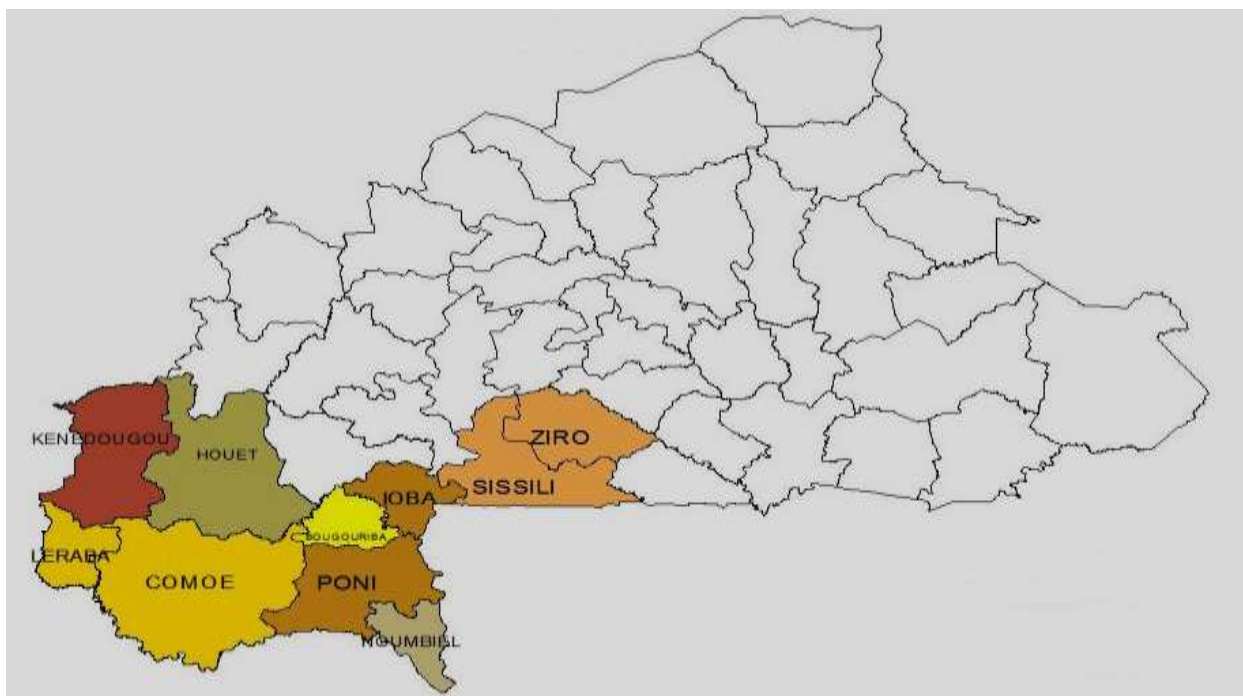 KENEDOUGOU
HOUET
ZIRO
SISSILI
IOBA
BOUGOURIBA
LERABA
COMOE
PONI
NOUMBIEL